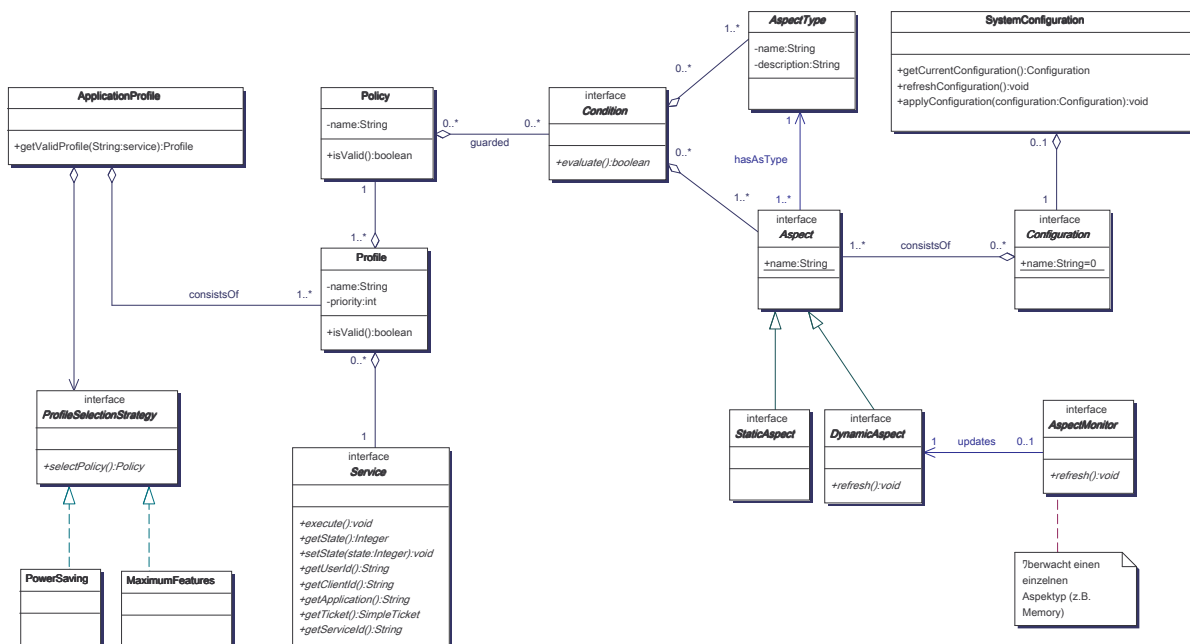 AspectType
-name:String
-description:String
SystemConfiguration
+getCurrentConfiguration():Configuration
+refreshConfiguration():void
+applyConfiguration(configuration:Configuration):void
ApplicationProfile
+getValidProfile(String:service):Profile
Policy
-name:String
+isValid():boolean
interface
Condition
+evaluate():boolean
0..*
0..*
guarded
0..*
1..*
0..*
1..*
1
hasAsType
1..*
0..1
1
1
1..*
interface
Aspect
+name:String
1..*
consistsOf
0..*
interface
Configuration
+name:String=0
Profile
-name:String
-priority:int
+isValid():boolean
consistsOf
1..*
0..*
1
interface
ProfileSelectionStrategy
+selectPolicy():Policy
interface
StaticAspect
interface
DynamicAspect
+refresh():void
1
updates
0..1
interface
AspectMonitor
+refresh():void
interface
Service
+execute():void
+getState():Integer
+setState(state:Integer):void
+getUserId():String
+getClientId():String
+getApplication():String
+getTicket():SimpleTicket
+getServiceId():String
PowerSaving
MaximumFeatures
?berwacht einen
einzelnen
Aspektyp (z.B.
Memory)